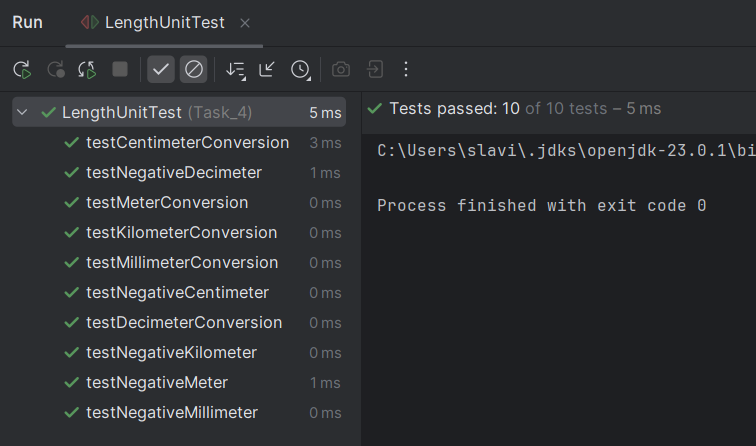 Run LengthUnitTest
LengthUnitTest (Task_4) 5 ms
testCentimeterConversion 3 ms
testNegativeDecimeter 1 ms
testMeterConversion 0 ms
testKilometerConversion 0 ms
testMillimeterConversion 0 ms
testNegativeCentimeter 0 ms
testDecimeterConversion 0 ms
testNegativeKilometer 0 ms
testNegativeMeter 1 ms
testNegativeMillimeter 0 ms
Tests passed: 10 of 10 tests – 5 ms
C:\Users\slavi\.jdks\openjdk-23.0.1\bi
Process finished with exit code 0